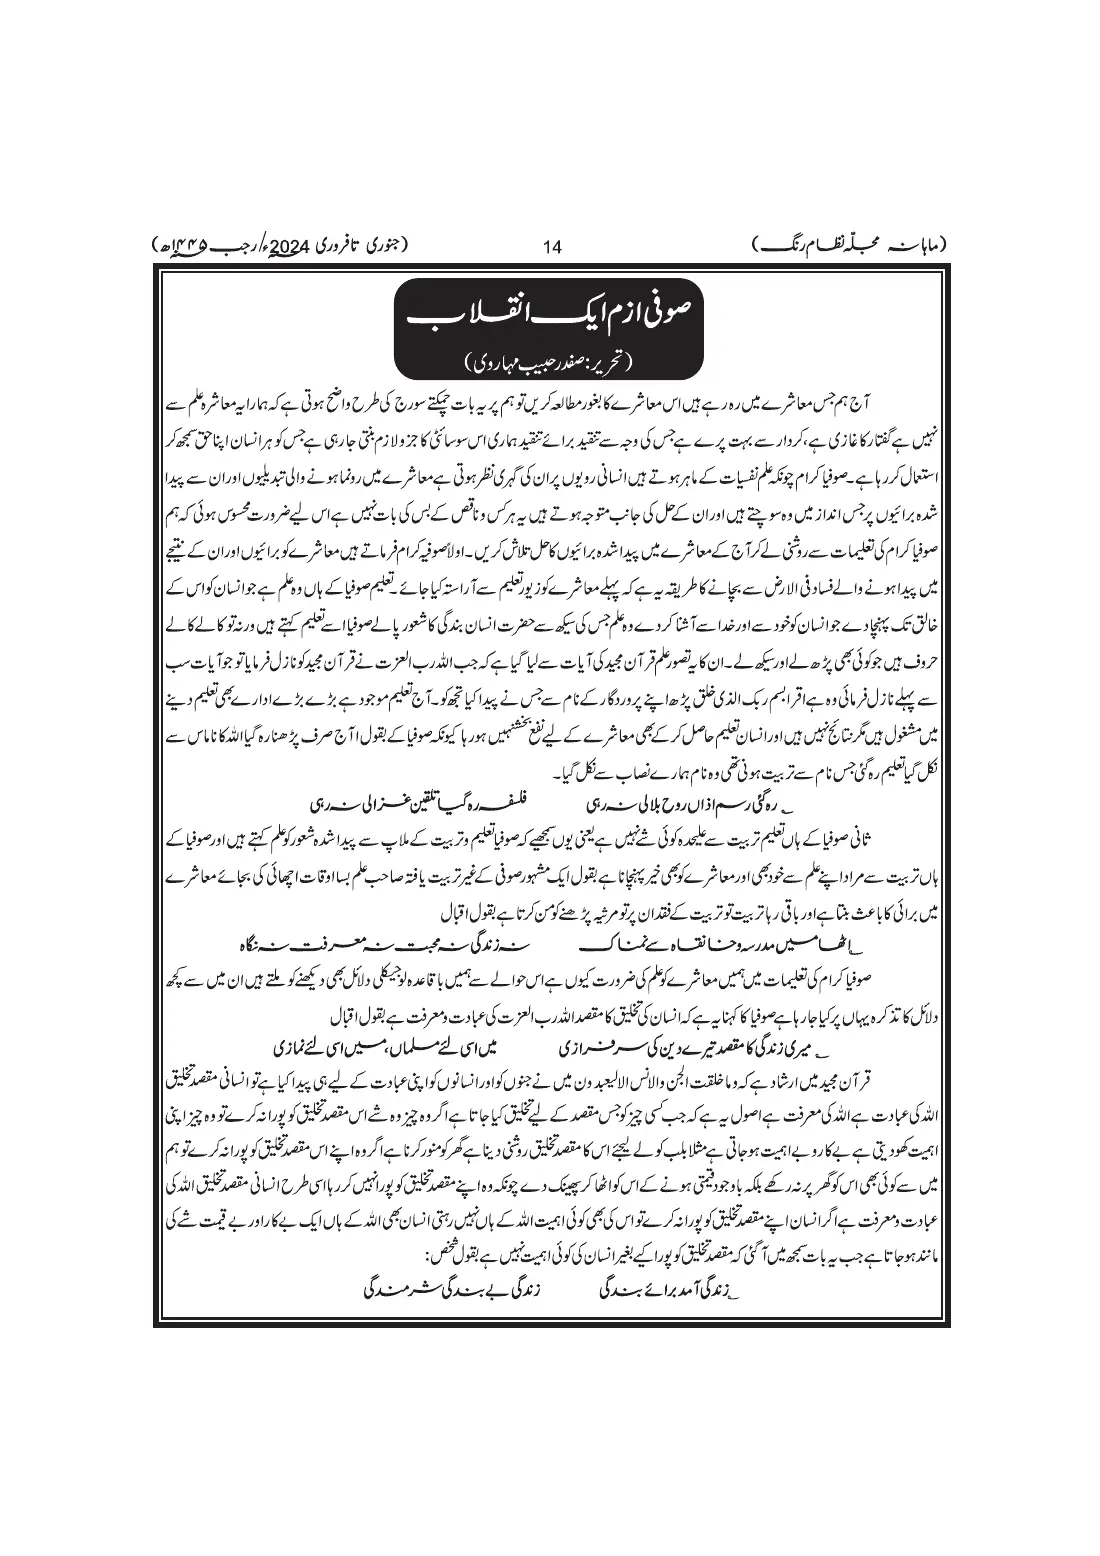 (ماہانہ مجلّہ نظام رنگ)
14
(جنوری تا فروری 2024ء/ رجب ۱۴۴۵ھ)
صوفی ازم ایک انقلاب
(تحریر: صفدر حبیب مہاروی)
آج ہم جس معاشرے میں رہ رہے ہیں اس معاشرے کا بغور مطالعہ کریں تو ہم پر یہ بات چمکتے سورج کی طرح واضح ہوتی ہے کہ ہمارا یہ معاشرہ علم سے
نہیں ہے گفتار کا غازی ہے، کردار سے بہت پرے ہے جس کی وجہ سے تنقید برائے تنقید ہماری اس سوسائٹی کا جزو لازم بنتی جا رہی ہے جس کو ہر انسان اپنا حق سمجھ کر
استعمال کر رہا ہے۔ صوفیا کرام چونکہ علم نفسیات کے ماہر ہوتے ہیں انسانی رویوں پر ان کی گہری نظر ہوتی ہے معاشرے میں رونما ہونے والی تبدیلیوں اور ان سے پیدا
شدہ برائیوں پر جس انداز میں وہ سوچتے ہیں اور ان کے حل کی جانب متوجہ ہوتے ہیں یہ ہر کس و ناقص کے بس کی بات نہیں ہے اس لیے ضرورت محسوس ہوئی کہ ہم
صوفیا کرام کی تعلیمات سے روشنی لے کر آج کے معاشرے میں پیدا شدہ برائیوں کا حل تلاش کریں۔ اولاً صوفیہ کرام فرماتے ہیں معاشرے کو برائیوں اور ان کے نتیجے
میں پیدا ہونے والے فساد فی الارض سے بچانے کا طریقہ یہ ہے کہ پہلے معاشرے کو زیور تعلیم سے آراستہ کیا جائے۔ تعلیم صوفیا کے ہاں وہ علم ہے جو انسان کو اس کے
خالق تک پہنچا دے جو انسان کو خود سے اور خدا سے آشنا کر دے وہ علم جس کی سیکھ سے حضرت انسان بندگی کا شعور پا لے صوفیا اسے تعلیم کہتے ہیں ورنہ تو کالے کالے
حروف ہیں جو کوئی بھی پڑھ لے اور سیکھ لے۔ ان کا یہ تصور علم قرآن مجید کی آیات سے لیا گیا ہے کہ جب اللہ رب العزت نے قرآن مجید کو نازل فرمایا تو جو آیات سب
سے پہلے نازل فرمائی وہ ہے اقرا بسم ربک الذی خلق پڑھ اپنے پروردگار کے نام سے جس نے پیدا کیا تجھ کو۔ آج تعلیم موجود ہے بڑے بڑے ادارے بھی تعلیم دینے
میں مشغول ہیں مگر نتائج نہیں ہیں اور انسان تعلیم حاصل کر کے بھی معاشرے کے لیے نفع بخش نہیں ہو رہا کیونکہ صوفیا کے بقول آج صرف پڑھنا رہ گیا اللہ کا نام اس سے
نکل گیا تعلیم رہ گئی جس نام سے تربیت ہونی تھی وہ نام ہمارے نصاب سے نکل گیا۔
؎ رہ گئی رسم اذاں روح بلالی نہ رہی فلسفہ رہ گیا تلقین غزالی نہ رہی
ثانی صوفیا کے ہاں تعلیم تربیت سے علیحدہ کوئی شے نہیں ہے یعنی یوں سمجھیے کہ صوفیا تعلیم و تربیت کے ملاپ سے پیدا شدہ شعور کو علم کہتے ہیں اور صوفیا کے
ہاں تربیت سے مراد اپنے علم سے خود بھی اور معاشرے کو بھی خیر پہنچانا ہے بقول ایک مشہور صوفی کے غیر تربیت یافتہ صاحب علم بسا اوقات اچھائی کی بجائے معاشرے
میں برائی کا باعث بنتا ہے اور باقی رہا تربیت تو تربیت کے فقدان پر تو مرثیہ پڑھنے کو من کرتا ہے بقول اقبال
؎ اٹھا میں مدرسہ و خانقاہ سے نمناک نہ زندگی نہ محبت نہ معرفت نہ نگاہ
صوفیا کرام کی تعلیمات میں ہمیں معاشرے کو علم کی ضرورت کیوں ہے اس حوالے سے ہمیں باقاعدہ لوجیکلی دلائل بھی دیکھنے کو ملتے ہیں ان میں سے کچھ
دلائل کا تذکرہ یہاں پر کیا جا رہا ہے صوفیا کا کہنا یہ ہے کہ انسان کی تخلیق کا مقصد اللہ رب العزت کی عبادت و معرفت ہے بقول اقبال
؎ میری زندگی کا مقصد تیرے دین کی سرفرازی میں اسی لئے مسلماں، میں اسی لئے نمازی
قرآن مجید میں ارشاد ہے کہ وما خلقت الجن والانس الا لیعبدون میں نے جنوں کو اور انسانوں کو اپنی عبادت کے لیے ہی پیدا کیا ہے تو انسانی مقصد تخلیق
اللہ کی عبادت ہے اللہ کی معرفت ہے اصول یہ ہے کہ جب کسی چیز کو جس مقصد کے لیے تخلیق کیا جاتا ہے اگر وہ چیز وہ شے اس مقصد تخلیق کو پورا نہ کرے تو وہ چیز اپنی
اہمیت کھو دیتی ہے بے کار و بے اہمیت ہو جاتی ہے مثلا بلب کو لے لیجئے اس کا مقصد تخلیق روشنی دینا ہے گھر کو منور کرنا ہے اگر وہ اپنے اس مقصد تخلیق کو پورا نہ کرے تو ہم
میں سے کوئی بھی اس کو گھر پر نہ رکھے بلکہ باوجود قیمتی ہونے کے اس کو اٹھا کر پھینک دے چونکہ وہ اپنے مقصد تخلیق کو پورا نہیں کر رہا اسی طرح انسانی مقصد تخلیق اللہ کی
عبادت و معرفت ہے اگر انسان اپنے مقصد تخلیق کو پورا نہ کرے تو اس کی بھی کوئی اہمیت اللہ کے ہاں نہیں رہتی انسان بھی اللہ کے ہاں ایک بے کار اور بے قیمت شے کی
مانند ہو جاتا ہے جب یہ بات سمجھ میں آ گئی کہ مقصد تخلیق کو پورا کیے بغیر انسان کی کوئی اہمیت نہیں ہے بقول شخص:
؎ زندگی آمد برائے بندگی زندگی بے بندگی شرمندگی